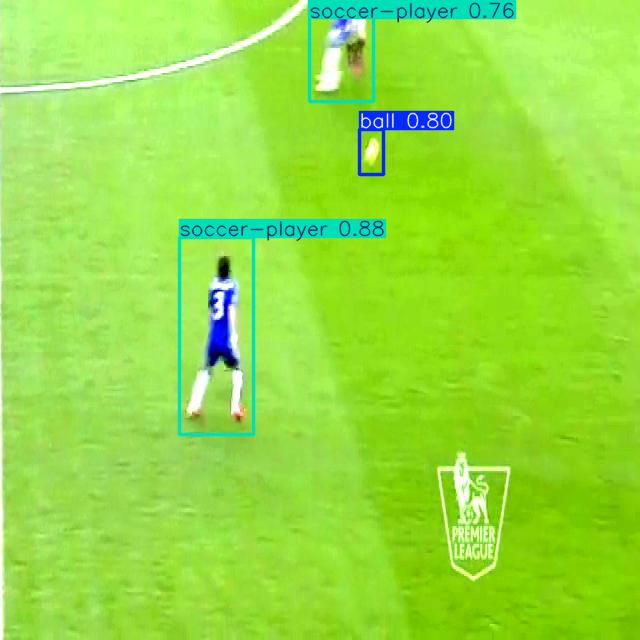 soccer-player 0.76
ball 0.80
soccer-player 0.88
3
PREMIER
LEAGUE